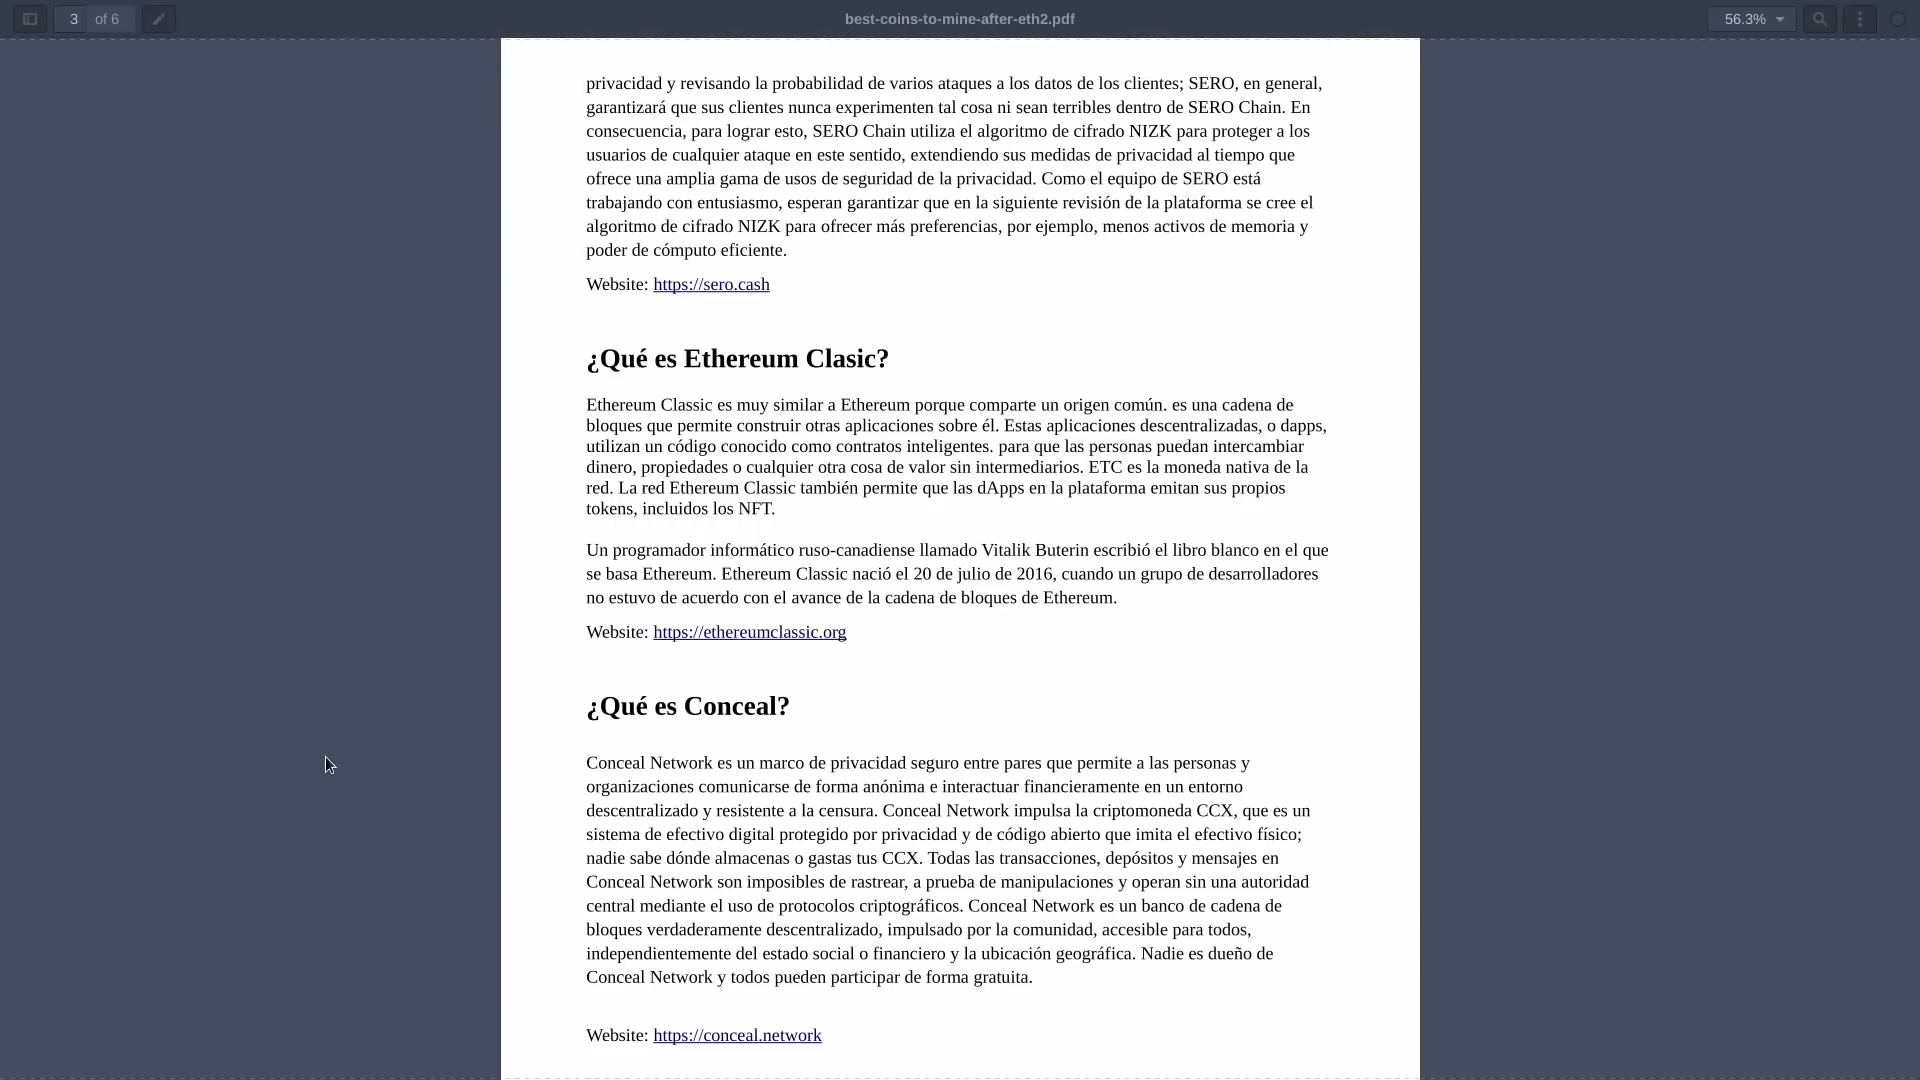 3 of 6
best-coins-to-mine-after-eth2.pdf
56.3%
privacidad y revisando la probabilidad de varios ataques a los datos de los clientes; SERO, en general,
garantizará que sus clientes nunca experimenten tal cosa ni sean terribles dentro de SERO Chain. En
consecuencia, para lograr esto, SERO Chain utiliza el algoritmo de cifrado NIZK para proteger a los
usuarios de cualquier ataque en este sentido, extendiendo sus medidas de privacidad al tiempo que
ofrece una amplia gama de usos de seguridad de la privacidad. Como el equipo de SERO está
trabajando con entusiasmo, esperan garantizar que en la siguiente revisión de la plataforma se cree el
algoritmo de cifrado NIZK para ofrecer más preferencias, por ejemplo, menos activos de memoria y
poder de cómputo eficiente.
Website: https://sero.cash
¿Qué es Ethereum Clasic?
Ethereum Classic es muy similar a Ethereum porque comparte un origen común. es una cadena de
bloques que permite construir otras aplicaciones sobre él. Estas aplicaciones descentralizadas, o dapps,
utilizan un código conocido como contratos inteligentes. para que las personas puedan intercambiar
dinero, propiedades o cualquier otra cosa de valor sin intermediarios. ETC es la moneda nativa de la
red. La red Ethereum Classic también permite que las dApps en la plataforma emitan sus propios
tokens, incluidos los NFT.
Un programador informático ruso-canadiense llamado Vitalik Buterin escribió el libro blanco en el que
se basa Ethereum. Ethereum Classic nació el 20 de julio de 2016, cuando un grupo de desarrolladores
no estuvo de acuerdo con el avance de la cadena de bloques de Ethereum.
Website: https://ethereumclassic.org
¿Qué es Conceal?
Conceal Network es un marco de privacidad seguro entre pares que permite a las personas y
organizaciones comunicarse de forma anónima e interactuar financieramente en un entorno
descentralizado y resistente a la censura. Conceal Network impulsa la criptomoneda CCX, que es un
sistema de efectivo digital protegido por privacidad y de código abierto que imita el efectivo físico;
nadie sabe dónde almacenas o gastas tus CCX. Todas las transacciones, depósitos y mensajes en
Conceal Network son imposibles de rastrear, a prueba de manipulaciones y operan sin una autoridad
central mediante el uso de protocolos criptográficos. Conceal Network es un banco de cadena de
bloques verdaderamente descentralizado, impulsado por la comunidad, accesible para todos,
independientemente del estado social o financiero y la ubicación geográfica. Nadie es dueño de
Conceal Network y todos pueden participar de forma gratuita.
Website: https://conceal.network